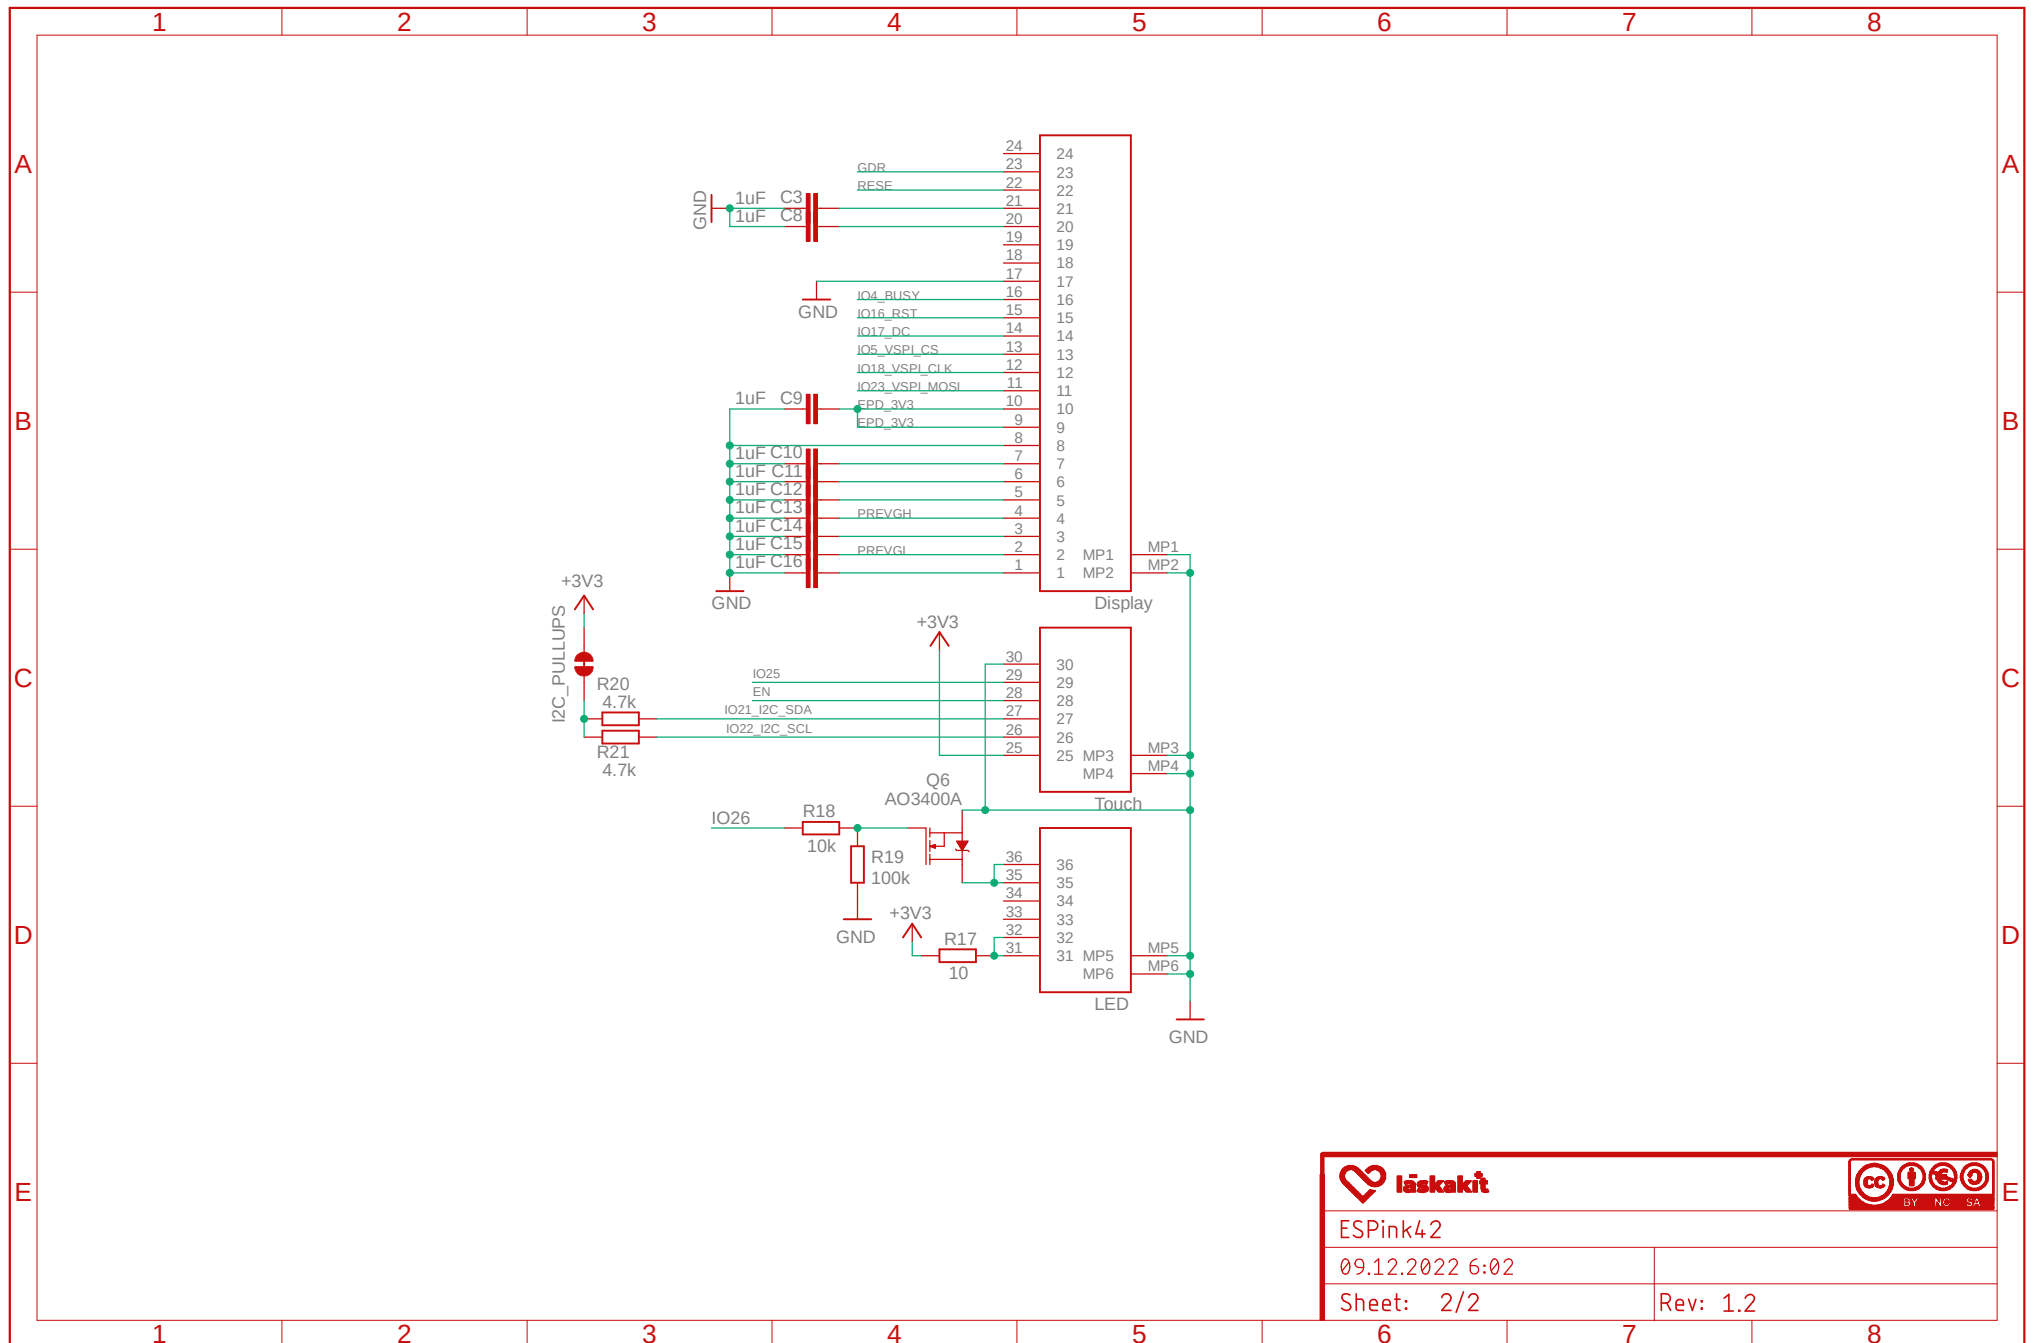 1 2 3 4 5 6 7 8
A A
B B
C C
D D
E E
24 24
GDR 23 23
RESE 22 22
GND 1uF C3 21 21
1uF C8 20 20
19 19
18 18
17 17
GND
IO4_BUSY 16 16
IO16_RST 15 15
IO17_DC 14 14
IO5_VSPI_CS 13 13
IO18_VSPI_CLK 12 12
IO23_VSPI_MOSI 11 11
1uF C9 EPD_3V3 10 10
EPD_3V3 9 9
8 8
1uF C10 7 7
1uF C11 6 6
1uF C12 5 5
1uF C13 PREVGH 4 4
1uF C14 3 3
1uF C15 PREVGL 2 2 MP1 MP1
1uF C16 1 1 MP2 MP2
GND
Display
+3V3
I2C_PULLUPS
R20
4.7k
R21
4.7k
+3V3
30 30
IO25 29 29
EN 28 28
IO21_I2C_SDA 27 27
IO22_I2C_SCL 26 26
25 25 MP3 MP3
MP4 MP4
Touch
Q6
AO3400A
IO26 R18
10k
R19
100k
GND
36 36
35 35
34 34
33 33
32 32
31 31 MP5 MP5
MP6 MP6
+3V3
R17
10
LED
GND
láskakit
CC BY NC SA
ESPink42
09.12.2022 6:02
Sheet: 2/2
Rev: 1.2
1 2 3 4 5 6 7 8